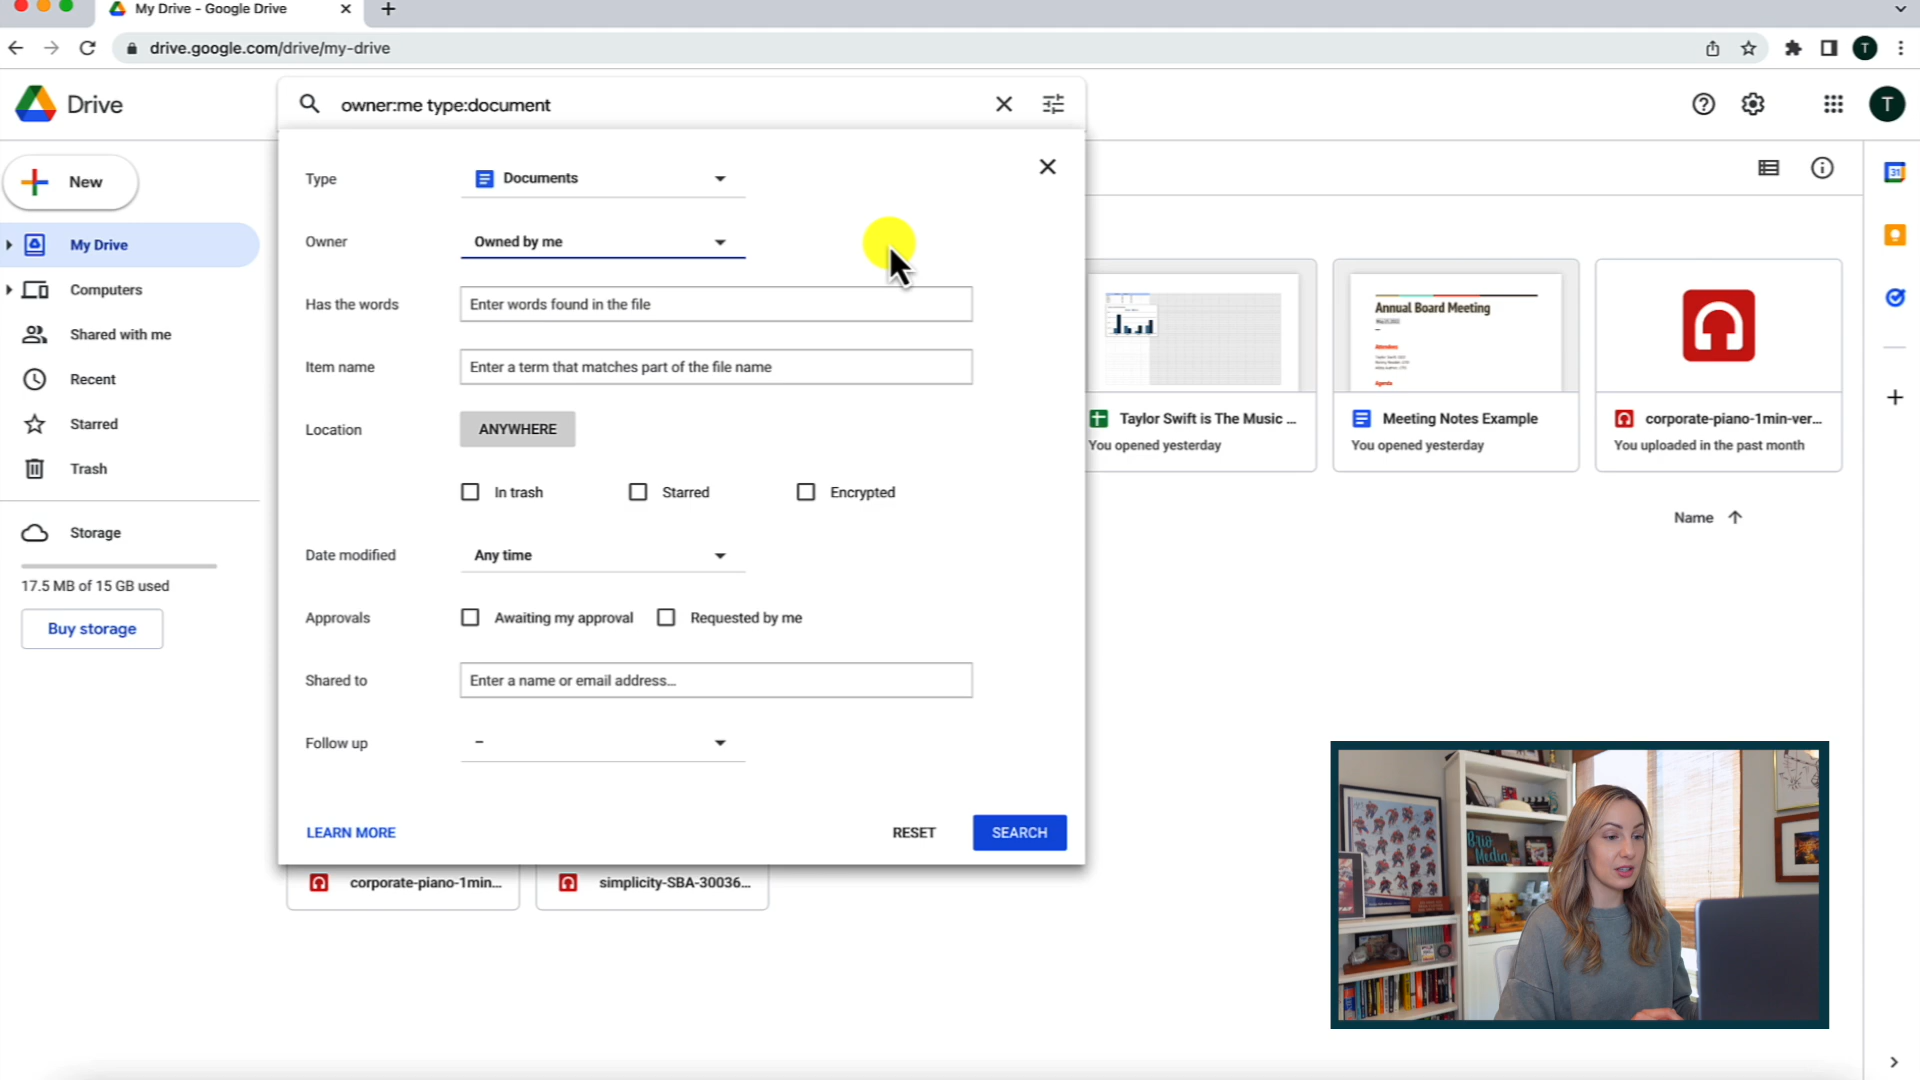 My Drive - Google Drive
drive.google.com/drive/my-drive
T
Drive
owner:me type:document
T
New
My Drive
Computers
Shared with me
Recent
Starred
Trash
Storage
17.5 MB of 15 GB used
Buy storage
Type
Documents
Owner
Owned by me
Has the words
Enter words found in the file
Item name
Enter a term that matches part of the file name
Location
ANYWHERE
In trash
Starred
Encrypted
Date modified
Any time
Approvals
Awaiting my approval
Requested by me
Shared to
Enter a name or email address...
Follow up
–
LEARN MORE
RESET
SEARCH
Annual Board Meeting
Attendees
Agenda
Taylor Swift is The Music ...
You opened yesterday
Meeting Notes Example
You opened yesterday
corporate-piano-1min-ver...
You uploaded in the past month
Name
31
corporate-piano-1min...
simplicity-SBA-30036...
Brio
Media